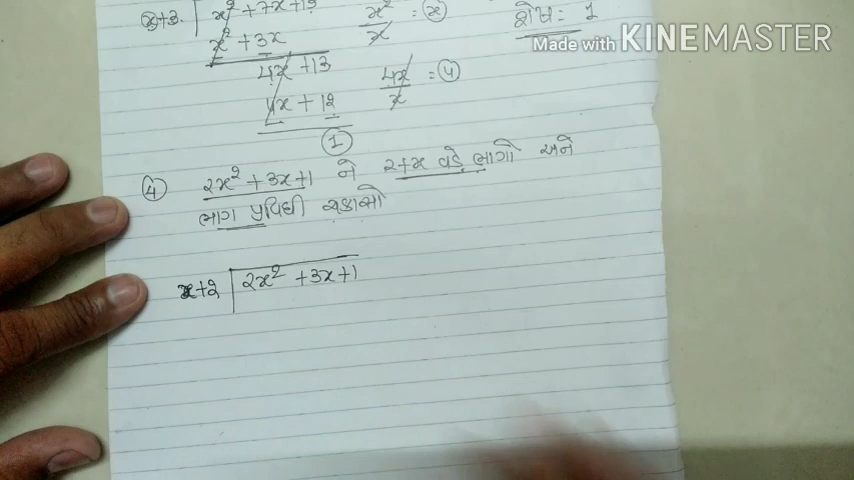 x+3 x² + 7x + 13 x²/x = x શેષ = 1
Made with KINEMASTER
x² + 3x
4x + 13 4x/x = 4
4x + 12
1
4 2x² + 3x + 1 ને 2+x વડે ભાગો અને
ભાગ પ્રવિધી ચકાસો
x+2 2x² + 3x + 1